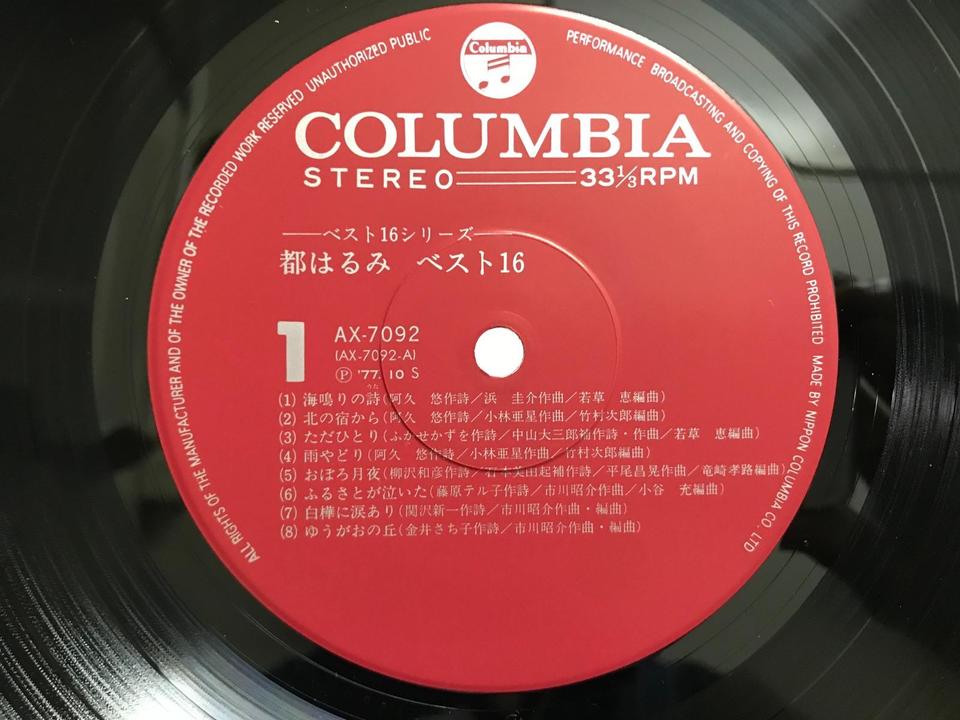 Columbia
ALL RIGHTS OF THE MANUFACTURER AND OF THE OWNER OF THE RECORDED WORK RESERVED UNAUTHORIZED PUBLIC PERFORMANCE BROADCASTING AND COPYING OF THIS RECORD PROHIBITED MADE BY NIPPON COLUMBIA CO., LTD
COLUMBIA
STEREO 33⅓RPM
ベスト16シリーズ
都はるみ ベスト16
1 AX-7092
(AX-7092-A)
Ⓟ '77. 10 S
うた
(1) 海鳴りの詩(阿久 悠作詩/浜 圭介作曲/若草 恵編曲)
(2) 北の宿から(阿久 悠作詩/小林亜星作曲/竹村次郎編曲)
(3) ただひとり(ふかせかずを作詩/中山大三郎補作詩・作曲/若草 恵編曲)
(4) 雨やどり(阿久 悠作詩/小林亜星作曲/竹村次郎編曲)
(5) おぼろ月夜(柳沢和彦作詩/石本美由起補作詩/平尾昌晃作曲/竜崎孝路編曲)
(6) ふるさとが泣いた(藤原テル子作詩/市川昭介作曲/小谷 充編曲)
(7) 白樺に涙あり(関沢新一作詩/市川昭介作曲・編曲)
(8) ゆうがおの丘(金井さち子作詩/市川昭介作曲・編曲)